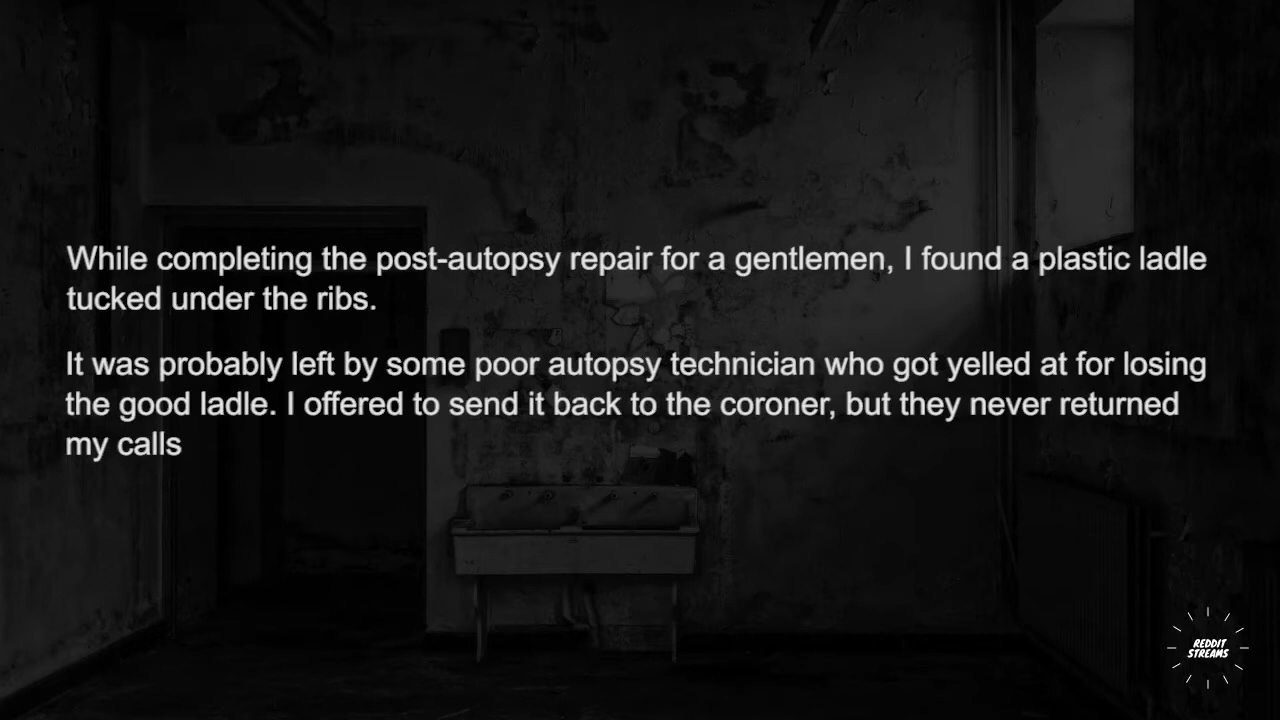 While completing the post-autopsy repair for a gentlemen, I found a plastic ladle
tucked under the ribs.
It was probably left by some poor autopsy technician who got yelled at for losing
the good ladle. I offered to send it back to the coroner, but they never returned
my calls
REDDIT
STREAMS